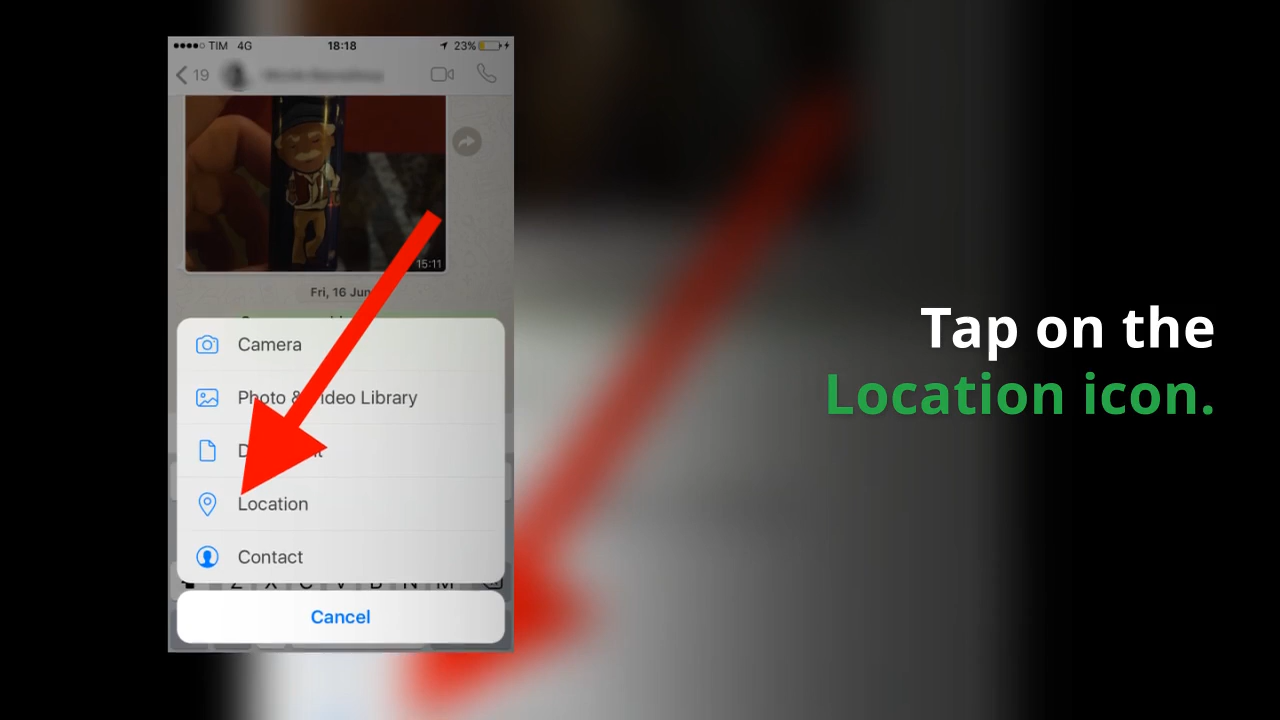 TIM 4G 18:18 23%
19
15:11
Fri, 16 Jun
Camera
Photo & Video Library
Location
Contact
Cancel
Tap on the
Location icon.